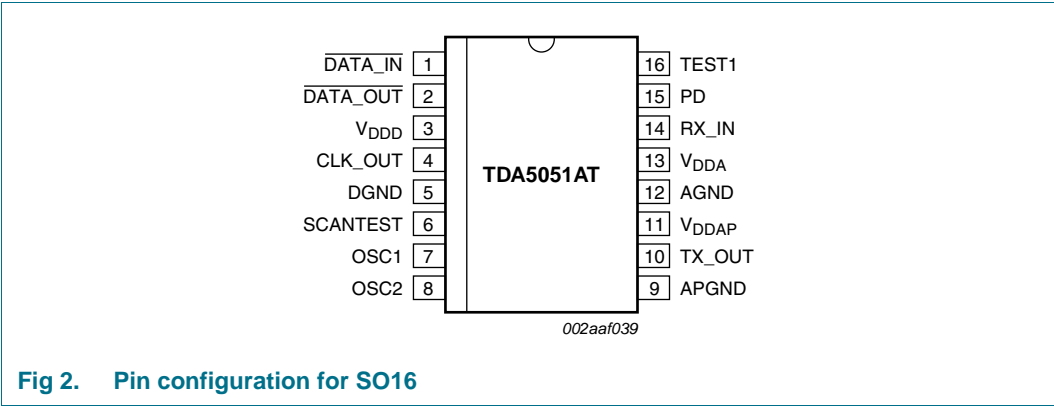 DATA_IN 1
DATA_OUT 2
VDDD 3
CLK_OUT 4
DGND 5
SCANTEST 6
OSC1 7
OSC2 8
TDA5051AT
16 TEST1
15 PD
14 RX_IN
13 VDDA
12 AGND
11 VDDAP
10 TX_OUT
9 APGND
002aaf039
Fig 2. Pin configuration for SO16